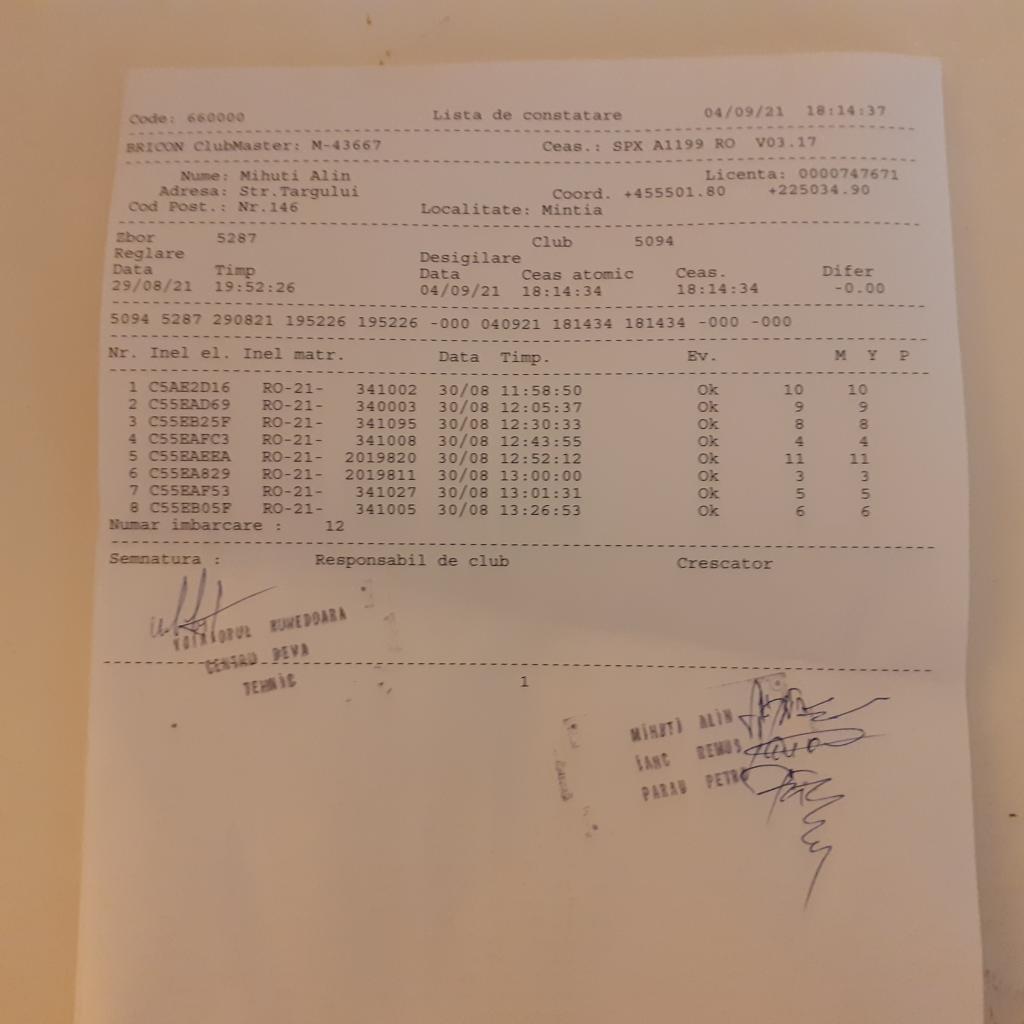 Code: 660000 Lista de constatare 04/09/21 18:14:37
BRICON ClubMaster: M-43667 Ceas.: SPX A1199 RO V03.17
Nume: Mihuti Alin Licenta: 0000747671
Adresa: Str.Targului Coord. +455501.80 +225034.90
Cod Post.: Nr.146 Localitate: Mintia
Zbor 5287 Club 5094
Reglare Desigilare
Data Timp Data Ceas atomic Ceas. Difer
29/08/21 19:52:26 04/09/21 18:14:34 18:14:34 -0.00
5094 5287 290821 195226 195226 -000 040921 181434 181434 -000 -000
Nr. Inel el. Inel matr. Data Timp. Ev. M Y P
1 C5AE2D16 RO-21- 341002 30/08 11:58:50 Ok 10 10
2 C55EAD69 RO-21- 340003 30/08 12:05:37 Ok 9 9
3 C55EB25F RO-21- 341095 30/08 12:30:33 Ok 8 8
4 C55EAFC3 RO-21- 341008 30/08 12:43:55 Ok 4 4
5 C55EAEEA RO-21- 2019820 30/08 12:52:12 Ok 11 11
6 C55EA829 RO-21- 2019811 30/08 13:00:00 Ok 3 3
7 C55EAF53 RO-21- 341027 30/08 13:01:31 Ok 5 5
8 C55EB05F RO-21- 341005 30/08 13:26:53 Ok 6 6
Numar imbarcare : 12
Semnatura : Responsabil de club Crescator
HUNEDOARA
CENTRU DEVA
TEHNIC
1
MIHUTI ALIN
IANC REMUS
PARAU PETRU